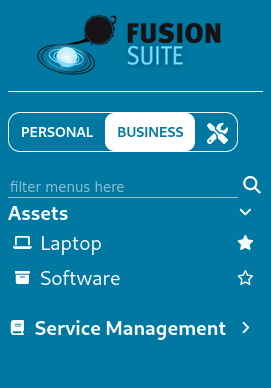 FUSION
SUITE
PERSONAL BUSINESS
filter menus here
Assets
Laptop
Software
Service Management